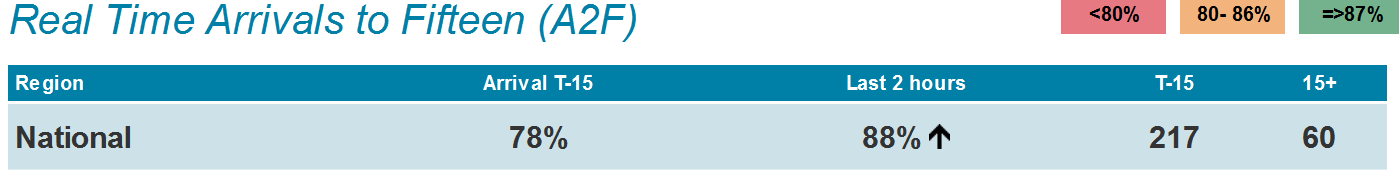 Real Time Arrivals to Fifteen (A2F) <80% 80- 86% =>87%
Region Arrival T-15 Last 2 hours T-15 15+
National 78% 88% ↑ 217 60